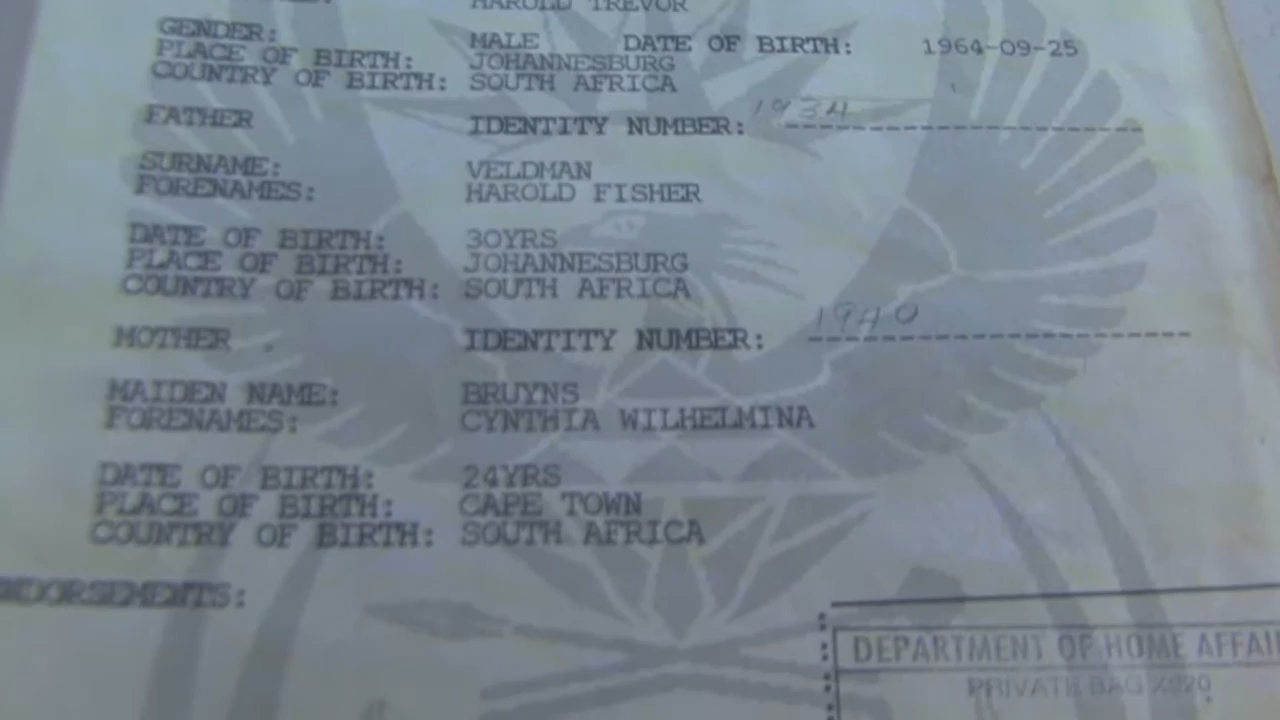 HAROLD TREVOR
GENDER: MALE DATE OF BIRTH: 1964-09-25
PLACE OF BIRTH: JOHANNESBURG
COUNTRY OF BIRTH: SOUTH AFRICA
FATHER IDENTITY NUMBER: 1934
SURNAME: VELDMAN
FORENAMES: HAROLD FISHER
DATE OF BIRTH: 30YRS
PLACE OF BIRTH: JOHANNESBURG
COUNTRY OF BIRTH: SOUTH AFRICA
MOTHER IDENTITY NUMBER: 1940
MAIDEN NAME: BRUYNS
FORENAMES: CYNTHIA WILHELMINA
DATE OF BIRTH: 24YRS
PLACE OF BIRTH: CAPE TOWN
COUNTRY OF BIRTH: SOUTH AFRICA
NDORSEMENTS:
DEPARTMENT OF HOME AFFAI
PRIVATE BAG